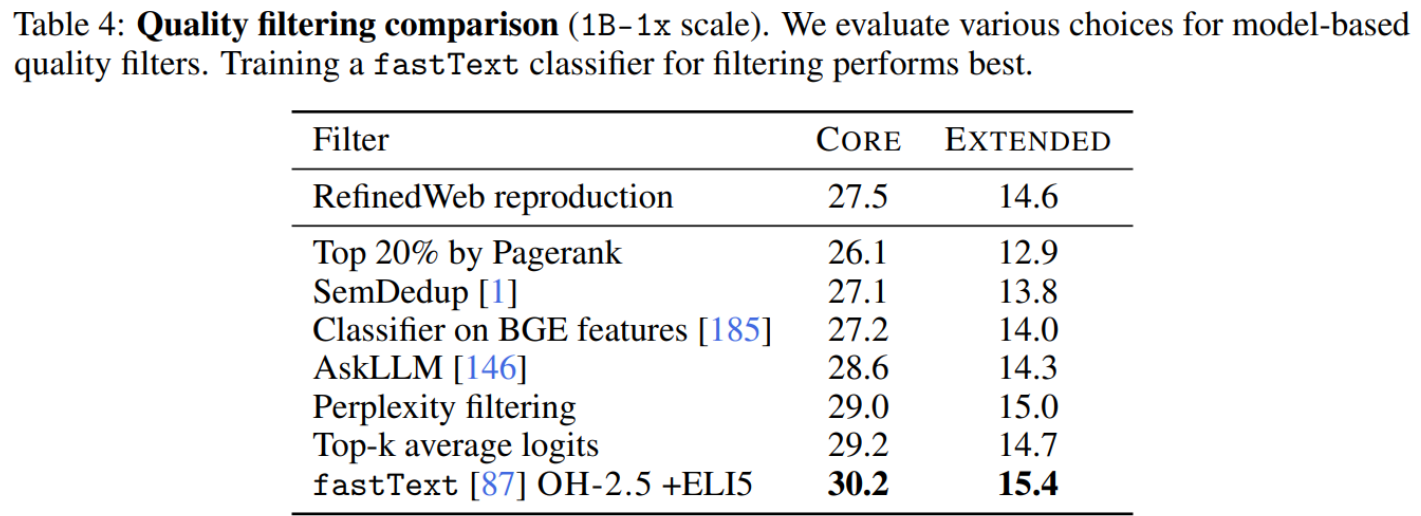 Table 4: Quality filtering comparison (1B-1x scale). We evaluate various choices for model-based
quality filters. Training a fastText classifier for filtering performs best.
Filter CORE EXTENDED
RefinedWeb reproduction 27.5 14.6
Top 20% by Pagerank 26.1 12.9
SemDedup [1] 27.1 13.8
Classifier on BGE features [185] 27.2 14.0
AskLLM [146] 28.6 14.3
Perplexity filtering 29.0 15.0
Top-k average logits 29.2 14.7
fastText [87] OH-2.5 +ELI5 30.2 15.4